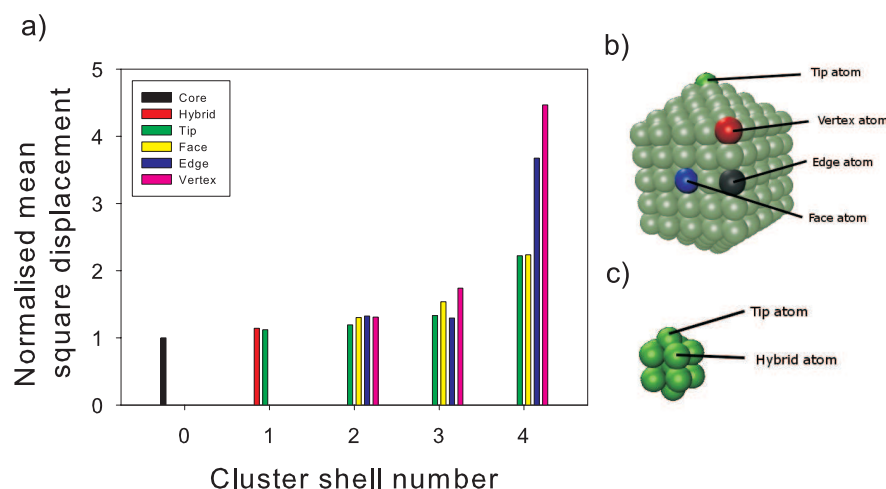 a)
Normalised mean
square displacement
5
4
3
2
1
0
Core
Hybrid
Tip
Face
Edge
Vertex
0 1 2 3 4
Cluster shell number
b)
Tip atom
Vertex atom
Edge atom
Face atom
c)
Tip atom
Hybrid atom